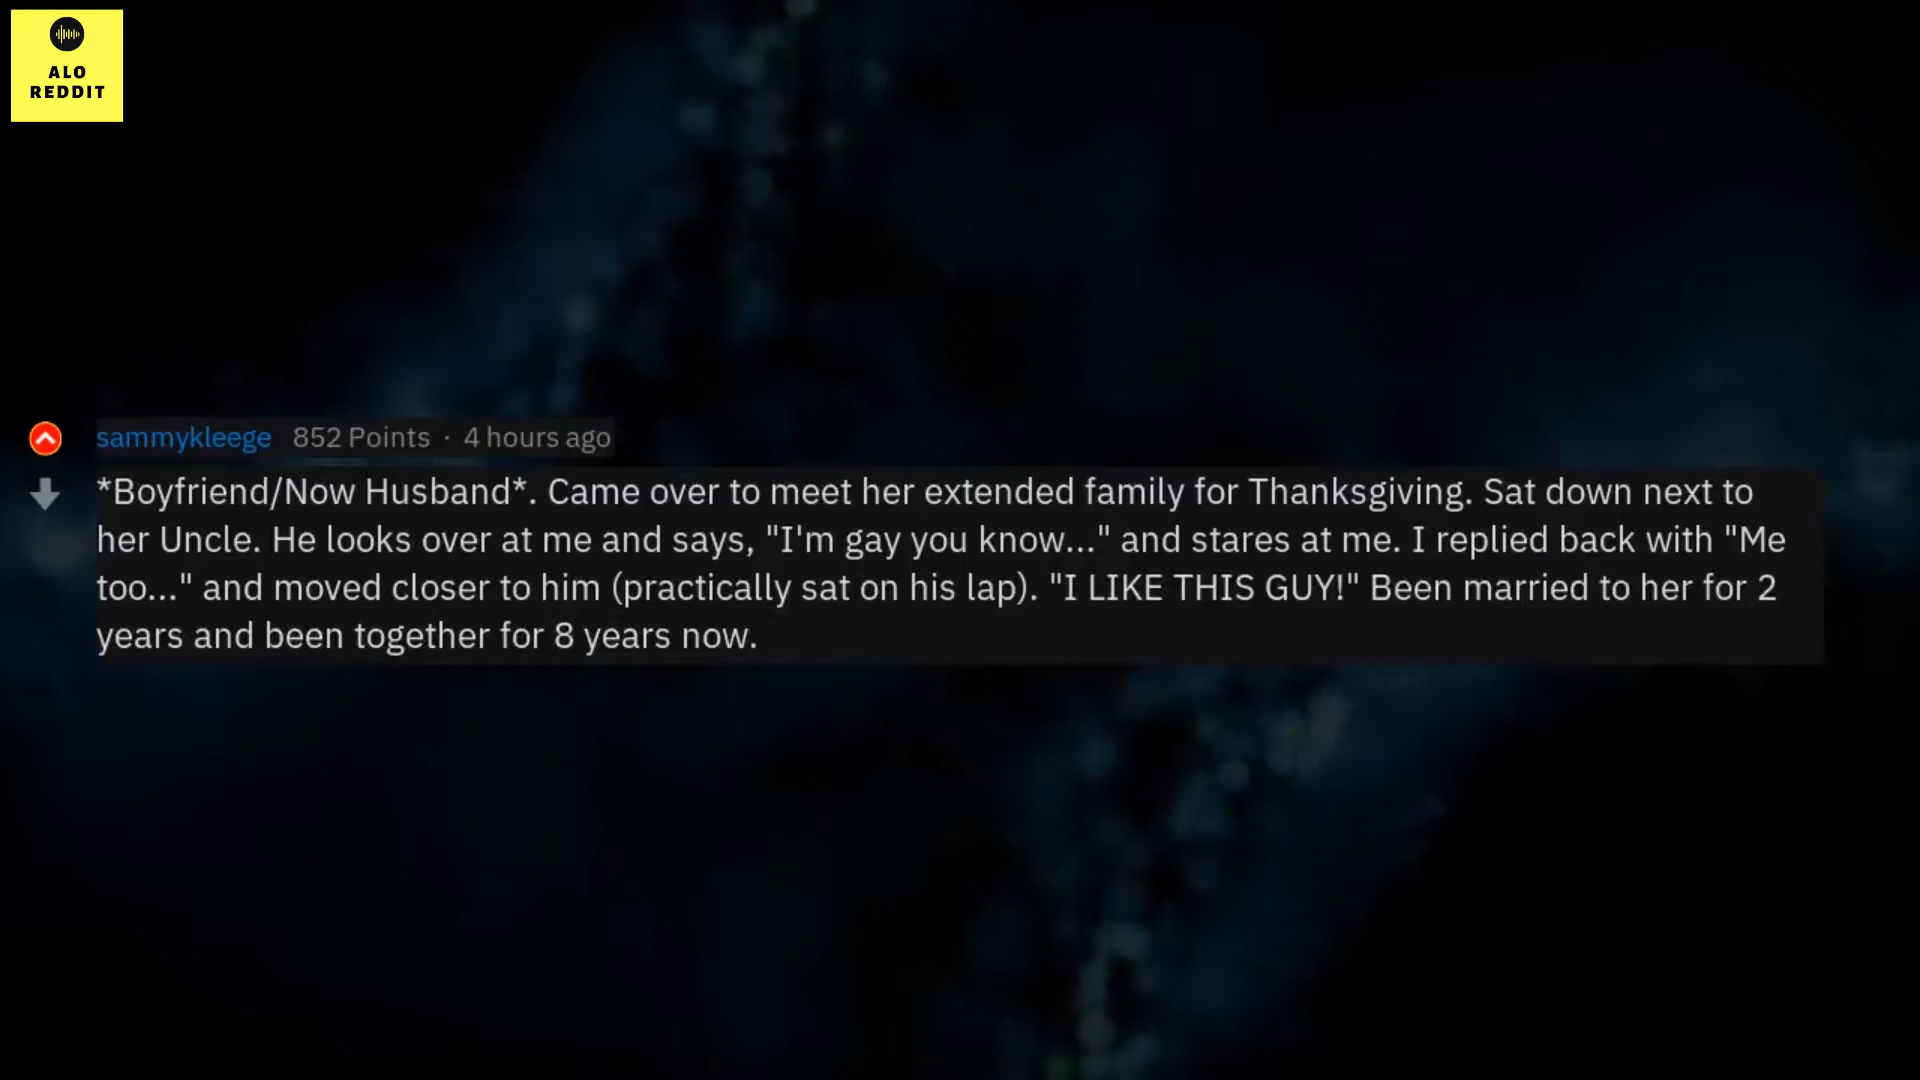 ALO
REDDIT
sammykleege 852 Points · 4 hours ago
*Boyfriend/Now Husband*. Came over to meet her extended family for Thanksgiving. Sat down next to
her Uncle. He looks over at me and says, "I'm gay you know..." and stares at me. I replied back with "Me
too..." and moved closer to him (practically sat on his lap). "I LIKE THIS GUY!" Been married to her for 2
years and been together for 8 years now.